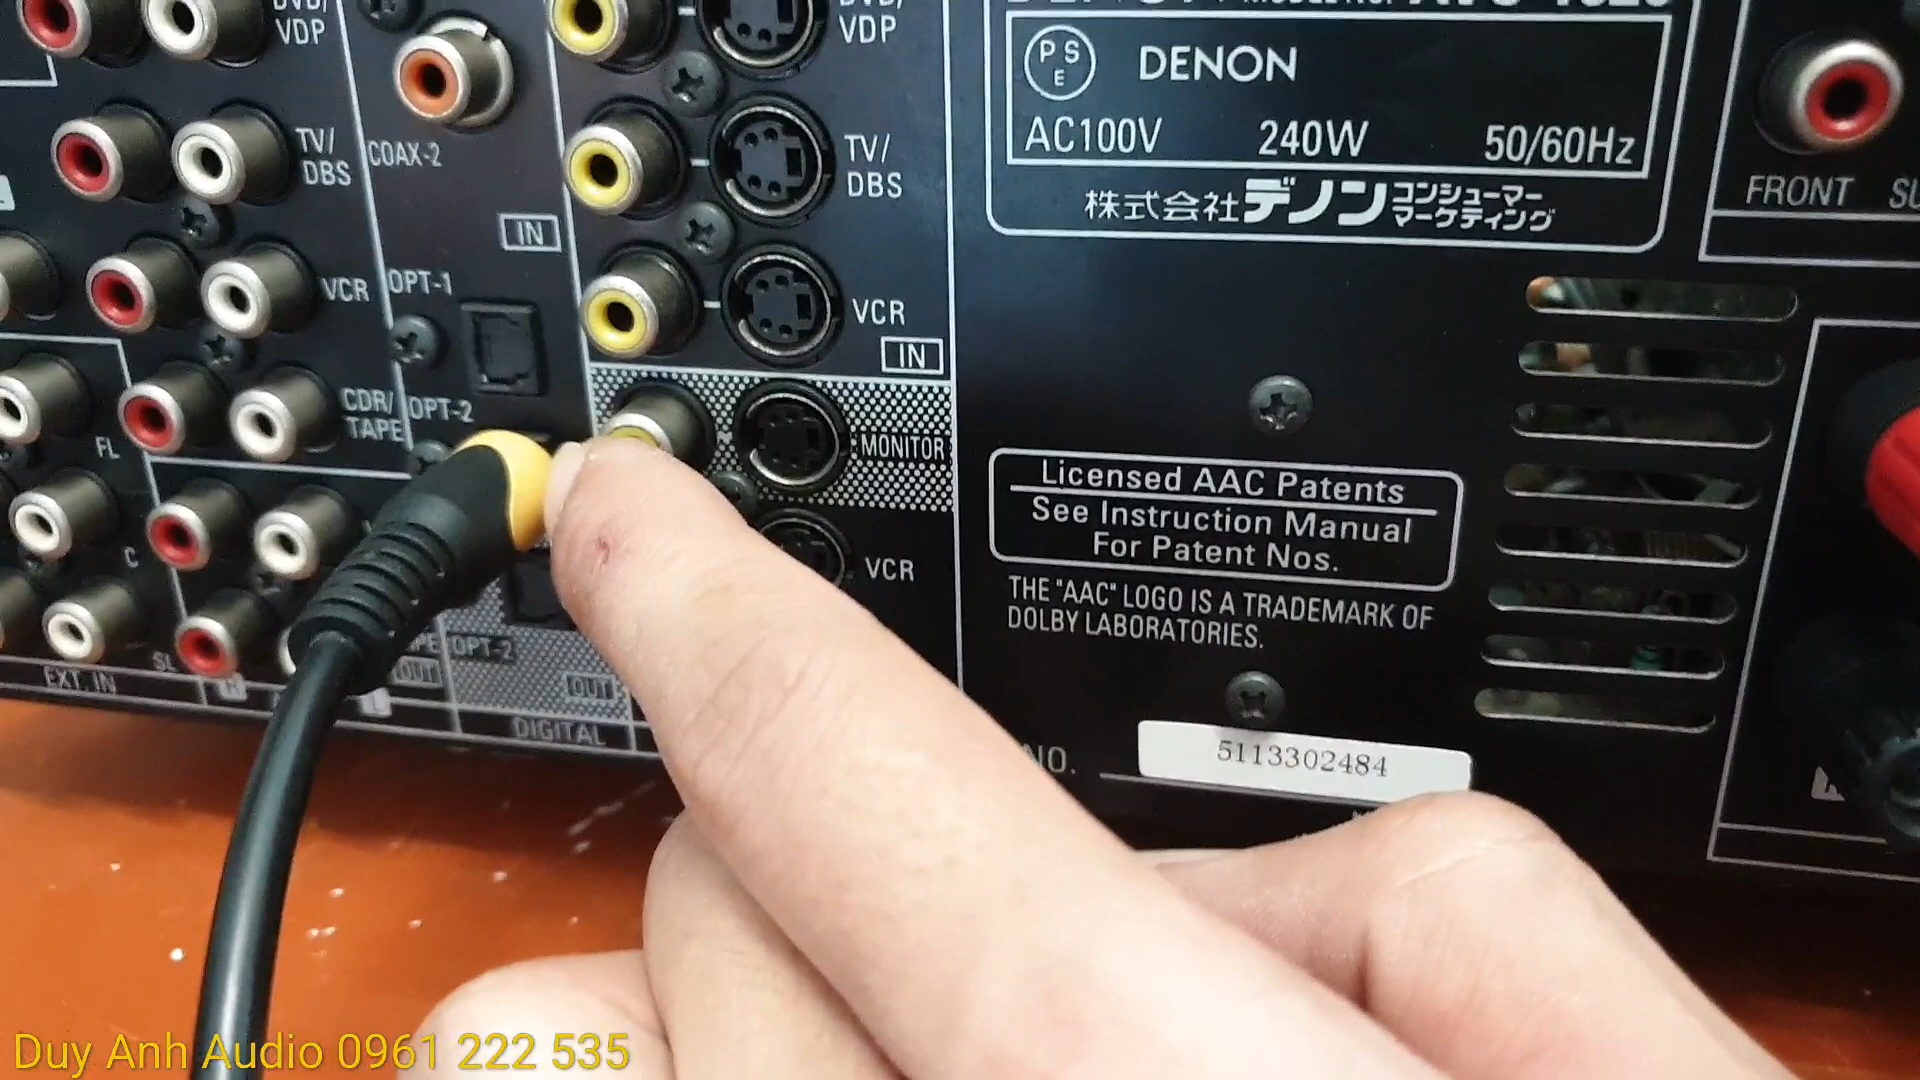 VDP
VDP
DENON
PSE
AC100V 240W 50/60Hz
株式会社デノン コンシューマー
マーケティング
TV/
DBS
COAX-2
TV/
DBS
FRONT
IN
VCR
OPT-1
VCR
IN
CDR/
TAPE
OPT-2
MONITOR
FL
Licensed AAC Patents
See Instruction Manual
For Patent Nos.
C
VCR
THE "AAC" LOGO IS A TRADEMARK OF
DOLBY LABORATORIES.
SL
OPT-2
EXT. IN
OUT
OUT
DIGITAL
NO.
5113302484
Duy Anh Audio 0961 222 535